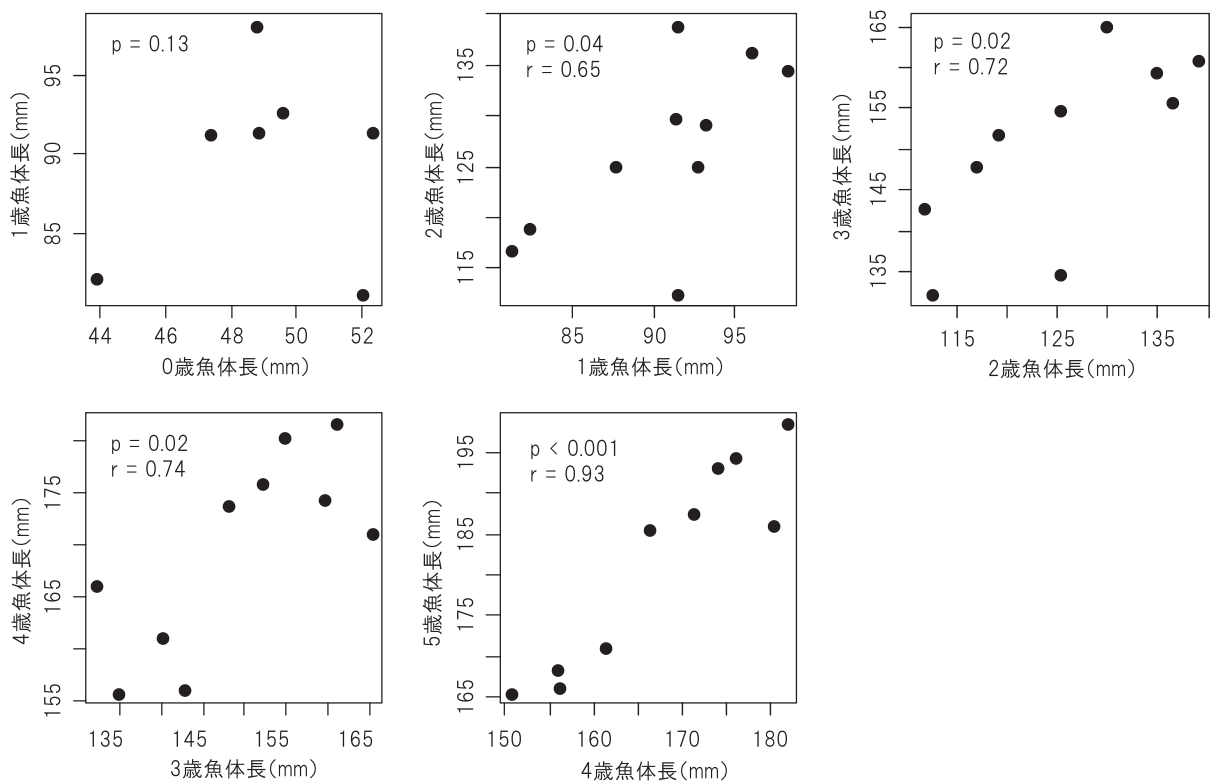 p = 0.13
95
90
85
1歳魚体長(mm)
44 46 48 50 52
0歳魚体長(mm)
p = 0.04
r = 0.65
135
125
115
2歳魚体長(mm)
85 90 95
1歳魚体長(mm)
p = 0.02
r = 0.72
165
155
145
135
3歳魚体長(mm)
115 125 135
2歳魚体長(mm)
p = 0.02
r = 0.74
175
165
155
4歳魚体長(mm)
135 145 155 165
3歳魚体長(mm)
p < 0.001
r = 0.93
195
185
175
165
5歳魚体長(mm)
150 160 170 180
4歳魚体長(mm)